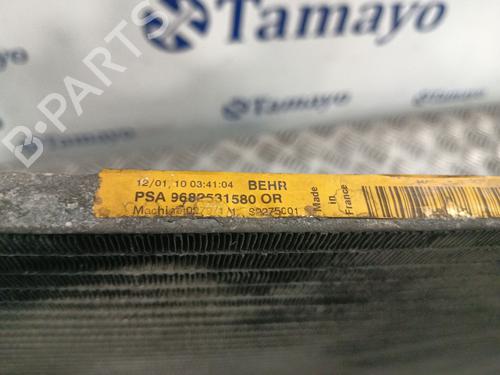 Tamayo
Tamayo
B-PARTS
12/01, 10 03:41:04 BEHR
PSA 9682531580 OR
Made
in
France